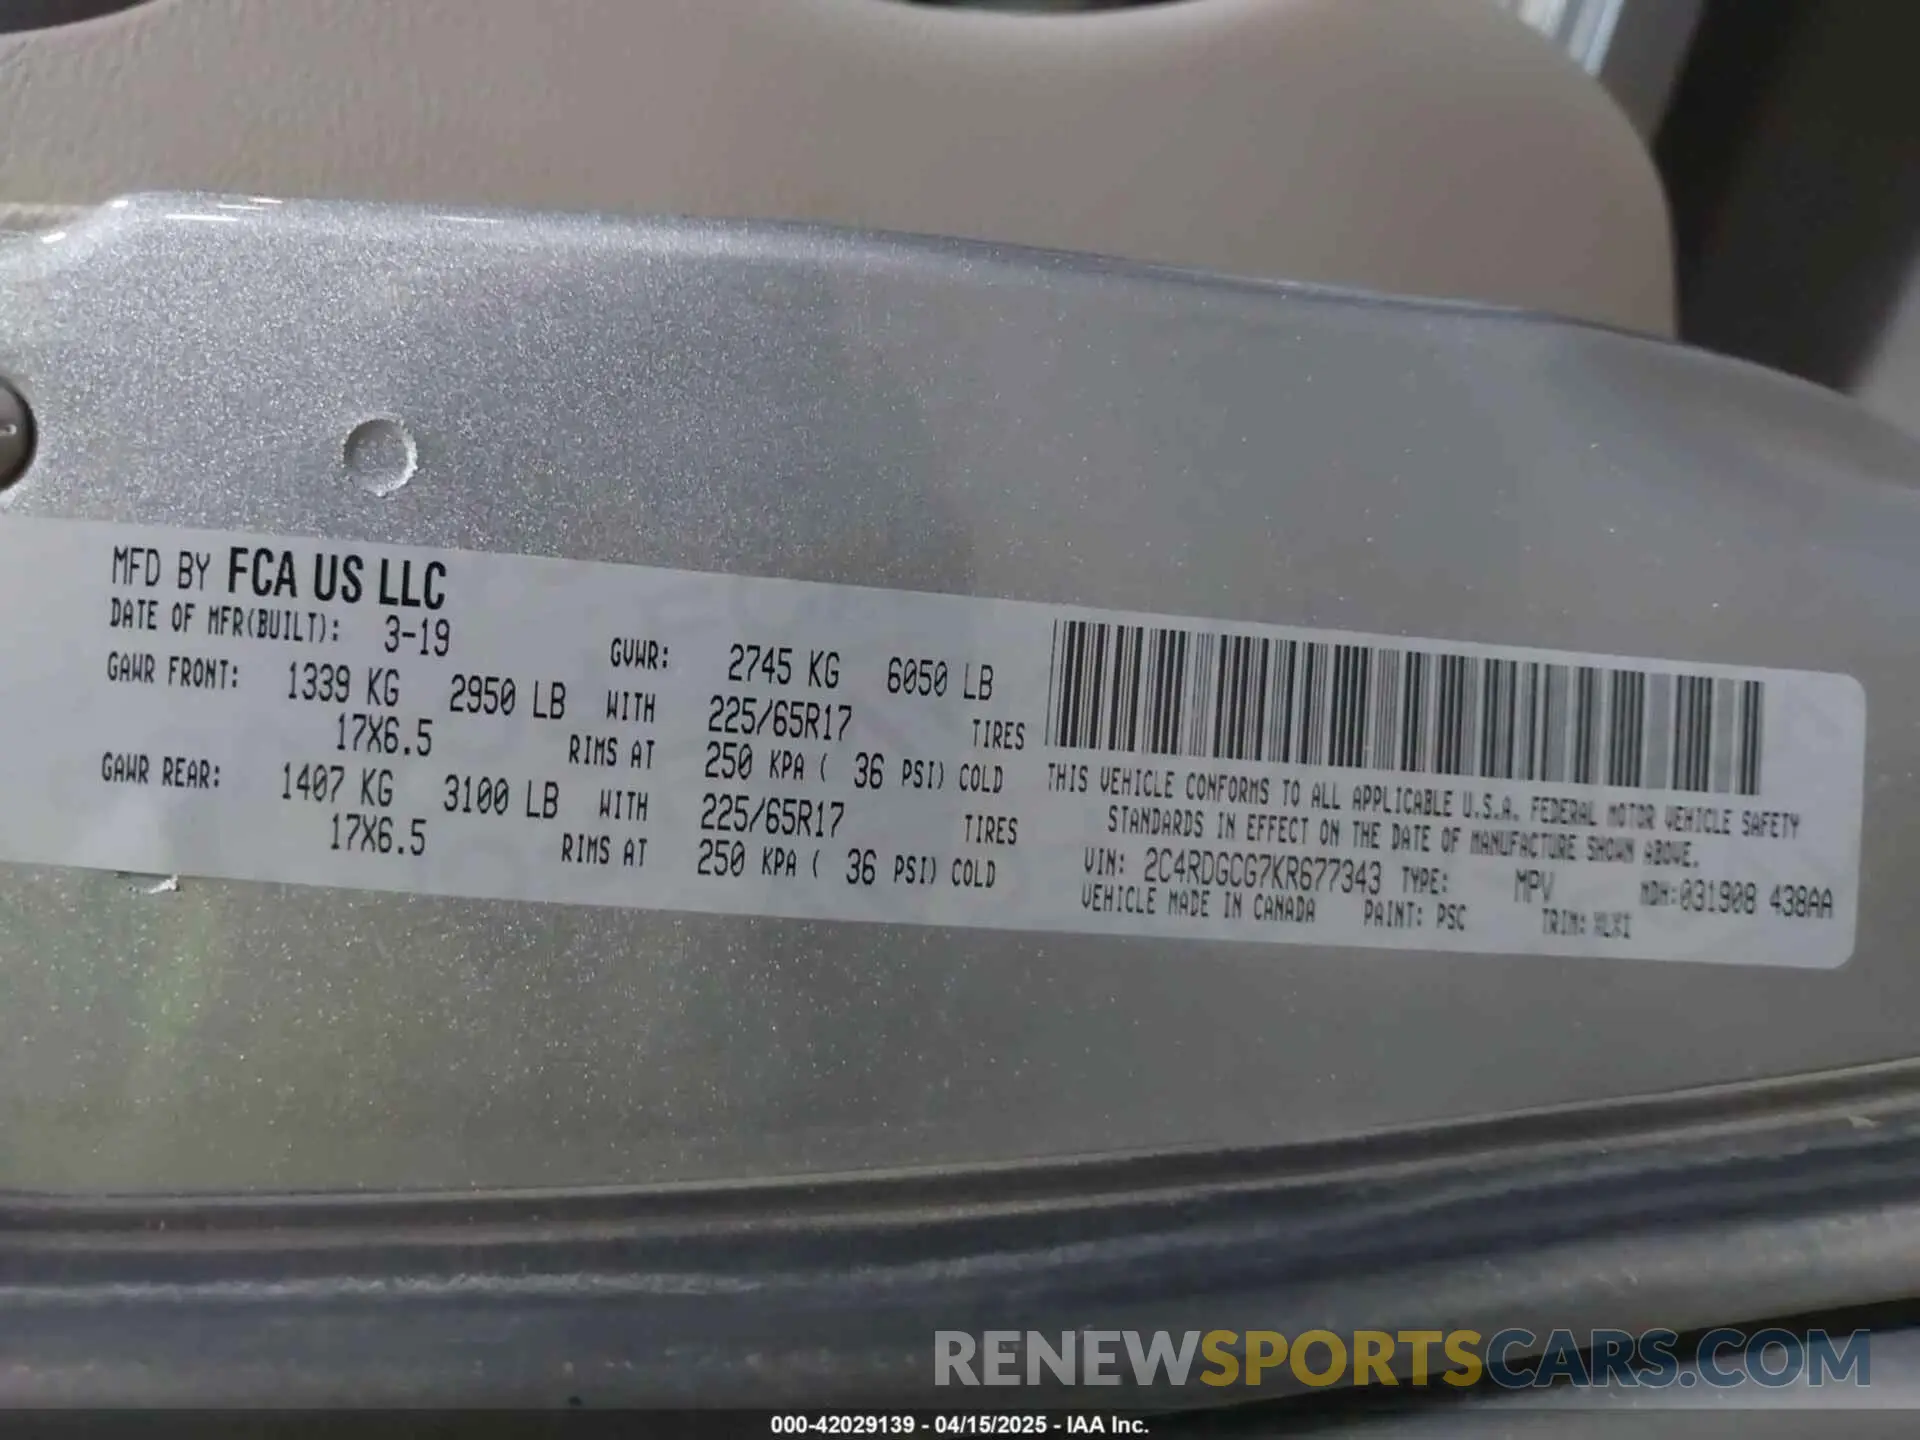 MFD BY FCA US LLC
DATE OF MFR(BUILT): 3-19
GVWR: 2745 KG 6050 LB
GAWR FRONT: 1339 KG 2950 LB WITH 225/65R17 TIRES
17X6.5 RIMS AT 250 KPA ( 36 PSI) COLD
GAWR REAR: 1407 KG 3100 LB WITH 225/65R17 TIRES
17X6.5 RIMS AT 250 KPA ( 36 PSI) COLD
THIS VEHICLE CONFORMS TO ALL APPLICABLE U.S.A. FEDERAL MOTOR VEHICLE SAFETY
STANDARDS IN EFFECT ON THE DATE OF MANUFACTURE SHOWN ABOVE.
VIN: 2C4RDGCG7KR677343 TYPE: MPV MDH:031908 438AA
VEHICLE MADE IN CANADA PAINT: PSC TRIM:
RENEWSPORTSCARS.COM
000-42029139 - 04/15/2025 - IAA Inc.